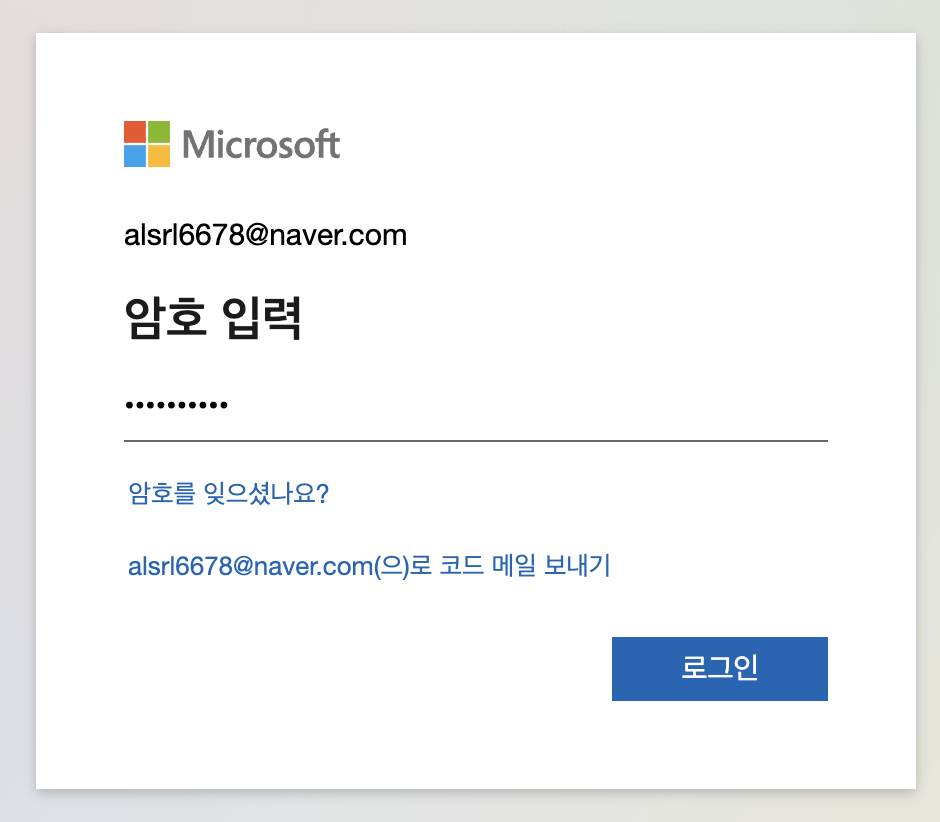 Microsoft
alsrl6678@naver.com
암호 입력
••••••••••
암호를 잊으셨나요?
alsrl6678@naver.com(으)로 코드 메일 보내기
로그인